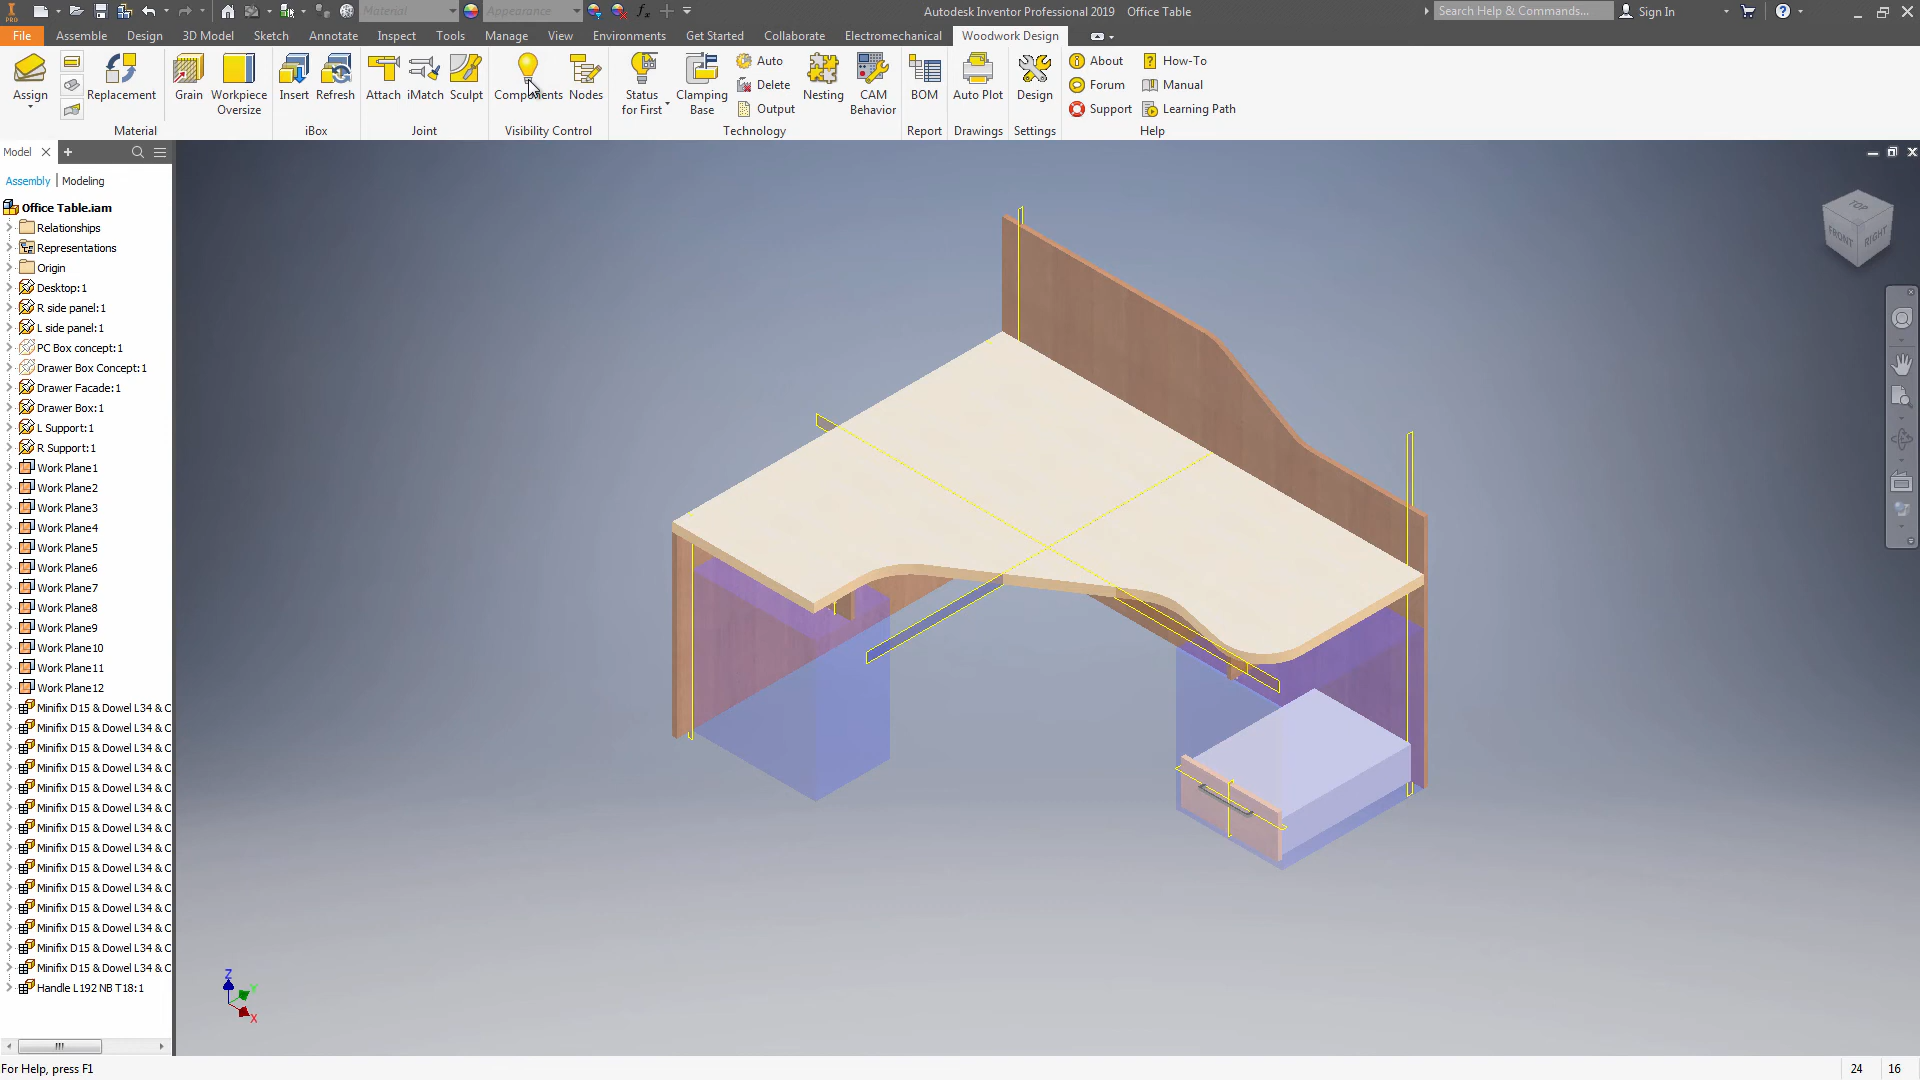 Material
Appearance
Autodesk Inventor Professional 2019 Office Table
Search Help & Commands...
Sign In
PRO
File Assemble Design 3D Model Sketch Annotate Inspect Tools Manage View Environments Get Started Collaborate Electromechanical Woodwork Design
Assign
Replacement
Grain
Workpiece
Oversize
Insert
Refresh
Attach
iMatch
Sculpt
Components
Nodes
Status
for First
Clamping
Base
Auto
Delete
Output
Nesting
CAM
Behavior
BOM
Auto Plot
Design
About
Forum
Support
How-To
Manual
Learning Path
Material
iBox
Joint
Visibility Control
Technology
Report
Drawings
Settings
Help
Model
Assembly | Modeling
Office Table.iam
Relationships
Representations
Origin
Desktop:1
R side panel:1
L side panel:1
PC Box concept:1
Drawer Box Concept:1
Drawer Facade:1
Drawer Box:1
L Support:1
R Support:1
Work Plane1
Work Plane2
Work Plane3
Work Plane4
Work Plane5
Work Plane6
Work Plane7
Work Plane8
Work Plane9
Work Plane10
Work Plane11
Work Plane12
Minifix D15 & Dowel L34 & C
Minifix D15 & Dowel L34 & C
Minifix D15 & Dowel L34 & C
Minifix D15 & Dowel L34 & C
Minifix D15 & Dowel L34 & C
Minifix D15 & Dowel L34 & C
Minifix D15 & Dowel L34 & C
Minifix D15 & Dowel L34 & C
Minifix D15 & Dowel L34 & C
Minifix D15 & Dowel L34 & C
Minifix D15 & Dowel L34 & C
Minifix D15 & Dowel L34 & C
Minifix D15 & Dowel L34 & C
Minifix D15 & Dowel L34 & C
Handle L192 NB T18:1
TOP
FRONT
RIGHT
Z
Y
X
For Help, press F1
24
16